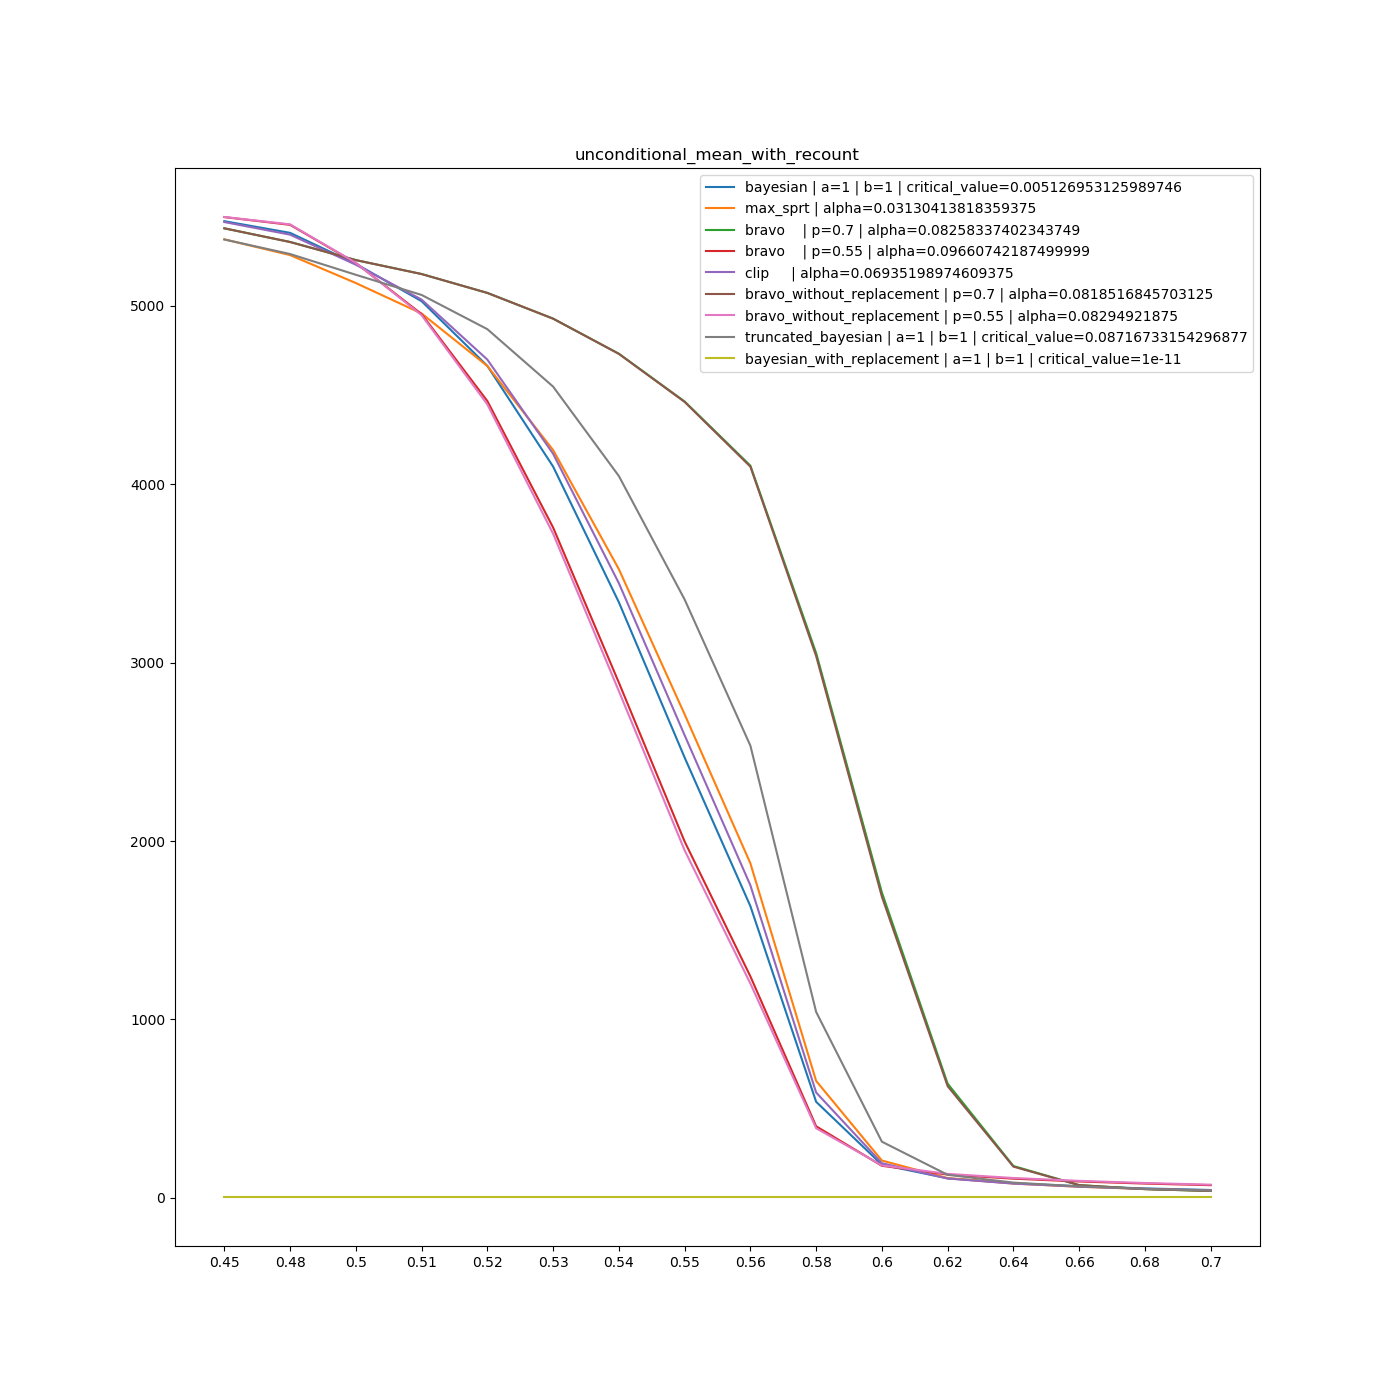 unconditional_mean_with_recount
bayesian | a=1 | b=1 | critical_value=0.005126953125989746
max_sprt | alpha=0.03130413818359375
bravo    | p=0.7 | alpha=0.08258337402343749
bravo    | p=0.55 | alpha=0.09660742187499999
clip     | alpha=0.06935198974609375
bravo_without_replacement | p=0.7 | alpha=0.0818516845703125
bravo_without_replacement | p=0.55 | alpha=0.08294921875
truncated_bayesian | a=1 | b=1 | critical_value=0.08716733154296877
bayesian_with_replacement | a=1 | b=1 | critical_value=1e-11
5000
4000
3000
2000
1000
0
0.45 0.48 0.5 0.51 0.52 0.53 0.54 0.55 0.56 0.58 0.6 0.62 0.64 0.66 0.68 0.7